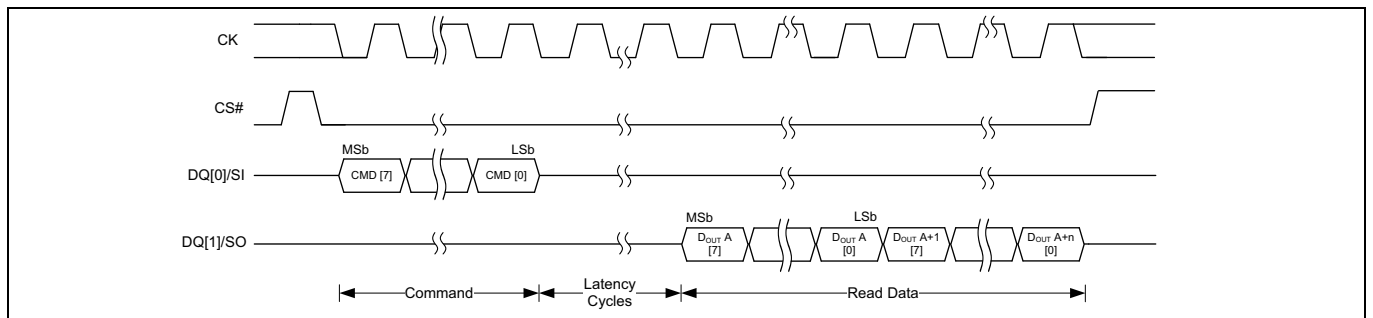 CK
CS#
MSb LSb
DQ[0]/SI CMD [7] CMD [0]
MSb LSb
DQ[1]/SO DOUT A DOUT A DOUT A+1 DOUT A+n
[7] [0] [7] [0]
Command Latency Read Data
Cycles